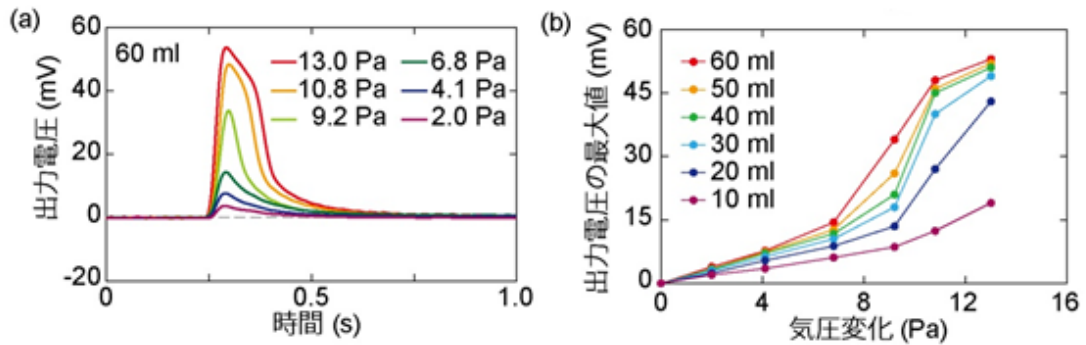 (a)
60
40
20
0
-20
出力電圧 (mV)
60 ml
13.0 Pa
10.8 Pa
9.2 Pa
6.8 Pa
4.1 Pa
2.0 Pa
0
0.5
1.0
時間 (s)
(b)
60
45
30
15
0
出力電圧の最大値 (mV)
60 ml
50 ml
40 ml
30 ml
20 ml
10 ml
0
4
8
12
16
気圧変化 (Pa)